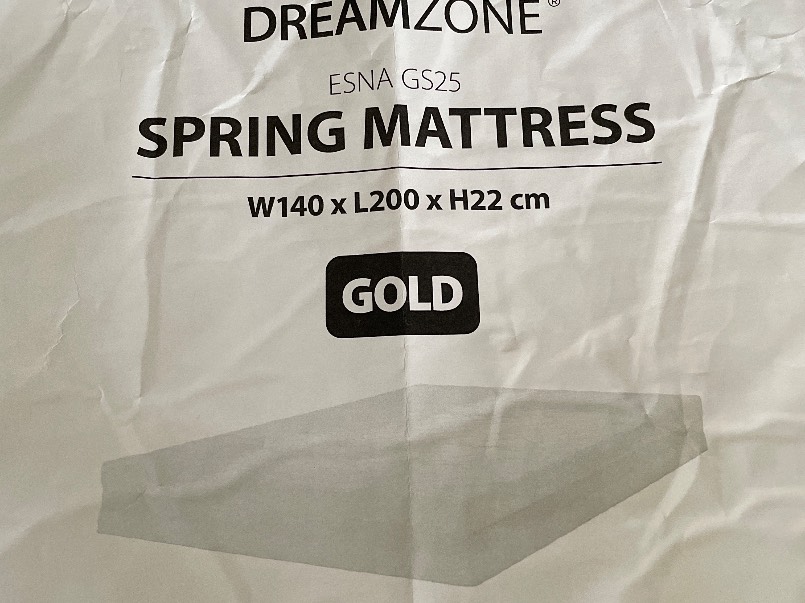 DREAMZONE®
ESNA GS25
SPRING MATTRESS
W140 x L200 x H22 cm
GOLD